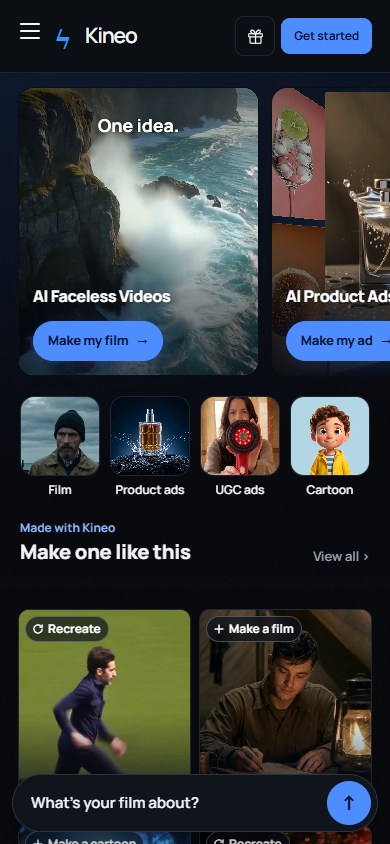 Kineo
Get started
One idea.
AI Faceless Videos
Make my film →
AI Product Ads
Make my ad →
Film
Product ads
UGC ads
Cartoon
Made with Kineo
Make one like this
View all >
Recreate
+ Make a film
What's your film about?
+ Make a cartoon
Recreate